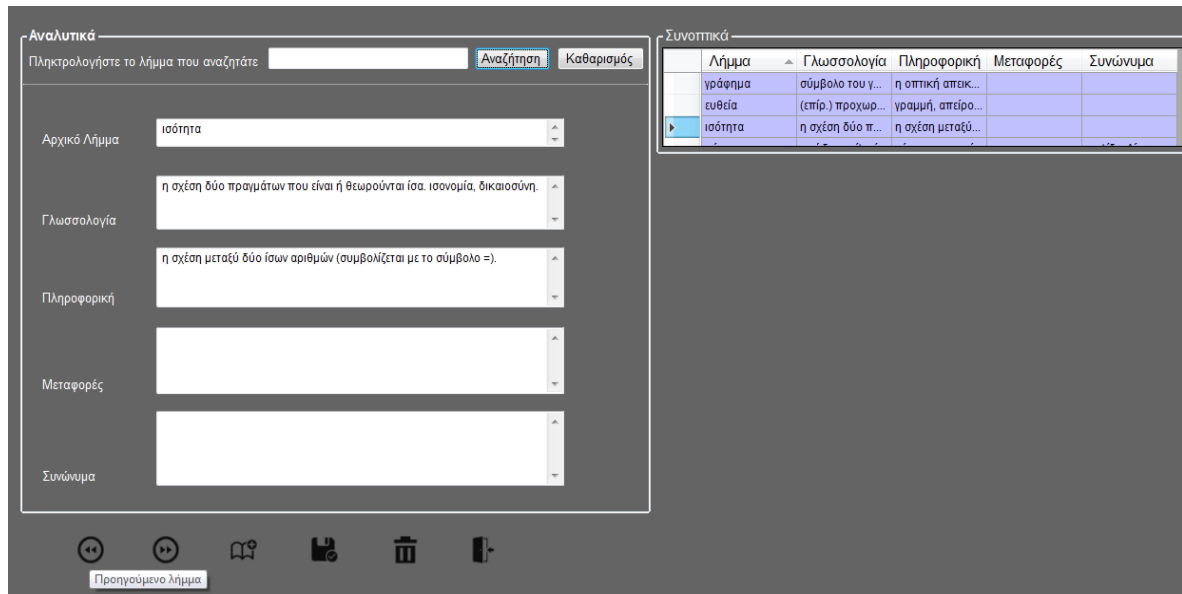 Αναλυτικά
Πληκτρολογήστε το λήμμα που αναζητάτε Αναζήτηση Καθαρισμός
Αρχικό Λήμμα ισότητα
Γλωσσολογία η σχέση δύο πραγμάτων που είναι ή θεωρούνται ίσα. ισονομία, δικαιοσύνη.
Πληροφορική η σχέση μεταξύ δύο ίσων αριθμών (συμβολίζεται με το σύμβολο =).
Μεταφορές
Συνώνυμα
Προηγούμενο λήμμα
Συνοπτικά
Λήμμα Γλωσσολογία Πληροφορική Μεταφορές Συνώνυμα
γράφημα σύμβολο του γ... η οπτική απεικ...
ευθεία (επίρ.) προχωρ... γραμμή, απείρο...
ισότητα η σχέση δύο π... η σχέση μεταξύ...